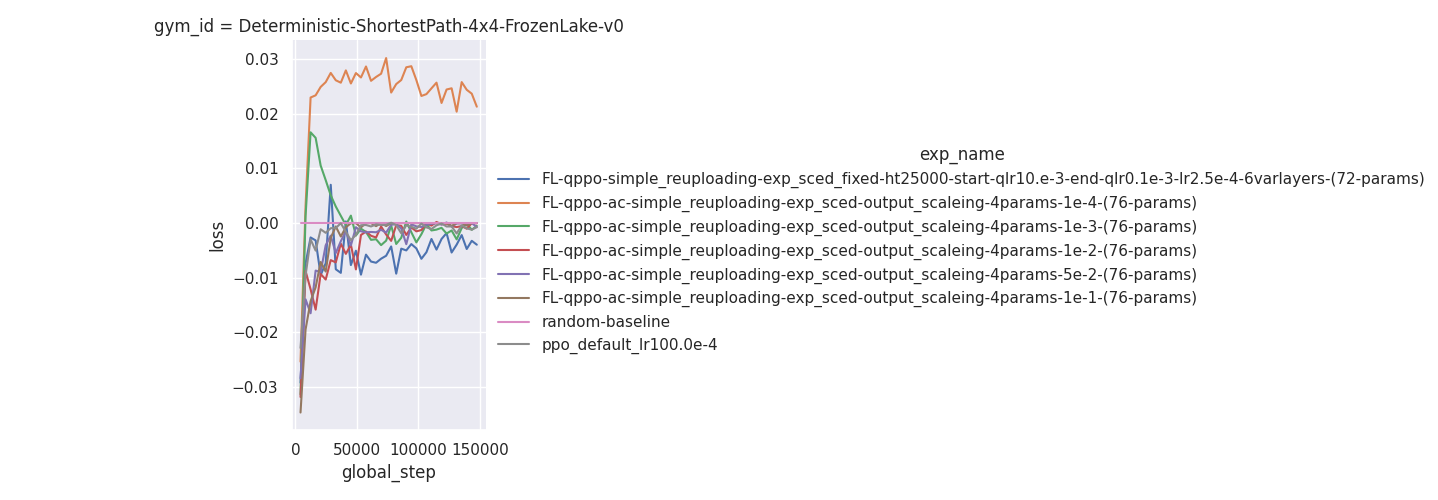 gym_id = Deterministic-ShortestPath-4x4-FrozenLake-v0
0.03
0.02
0.01
0.00
−0.01
−0.02
−0.03
loss
0
50000
100000
150000
global_step
exp_name
FL-qppo-simple_reuploading-exp_sced_fixed-ht25000-start-qlr10.e-3-end-qlr0.1e-3-lr2.5e-4-6varlayers-(72-params)
FL-qppo-ac-simple_reuploading-exp_sced-output_scaleing-4params-1e-4-(76-params)
FL-qppo-ac-simple_reuploading-exp_sced-output_scaleing-4params-1e-3-(76-params)
FL-qppo-ac-simple_reuploading-exp_sced-output_scaleing-4params-1e-2-(76-params)
FL-qppo-ac-simple_reuploading-exp_sced-output_scaleing-4params-5e-2-(76-params)
FL-qppo-ac-simple_reuploading-exp_sced-output_scaleing-4params-1e-1-(76-params)
random-baseline
ppo_default_lr100.0e-4